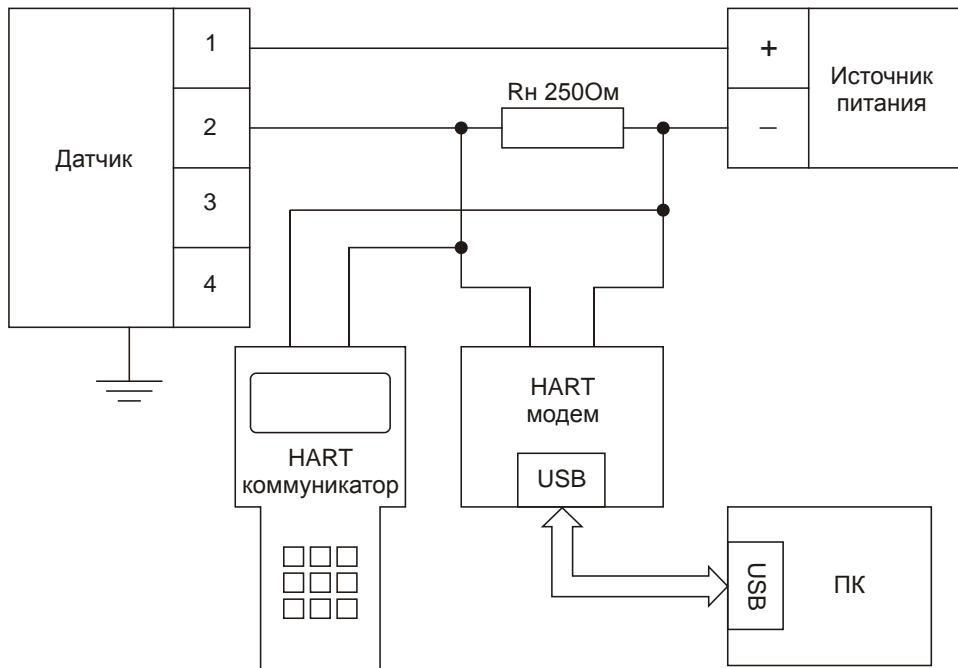 Датчик
1
2
3
4
Rн 250Ом
+
–
Источник
питания
HART
коммуникатор
HART
модем
USB
USB
ПК